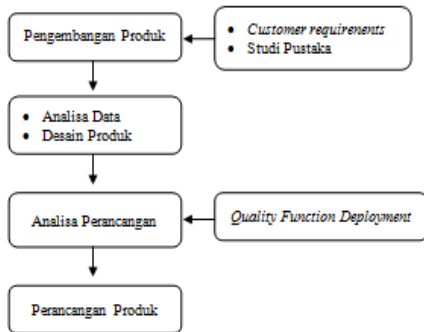 Pengembangan Produk
• Customer requirenents
• Studi Pustaka
• Analisa Data
• Desain Produk
Analisa Perancangan
Quality Function Deployment
Perancangan Produk